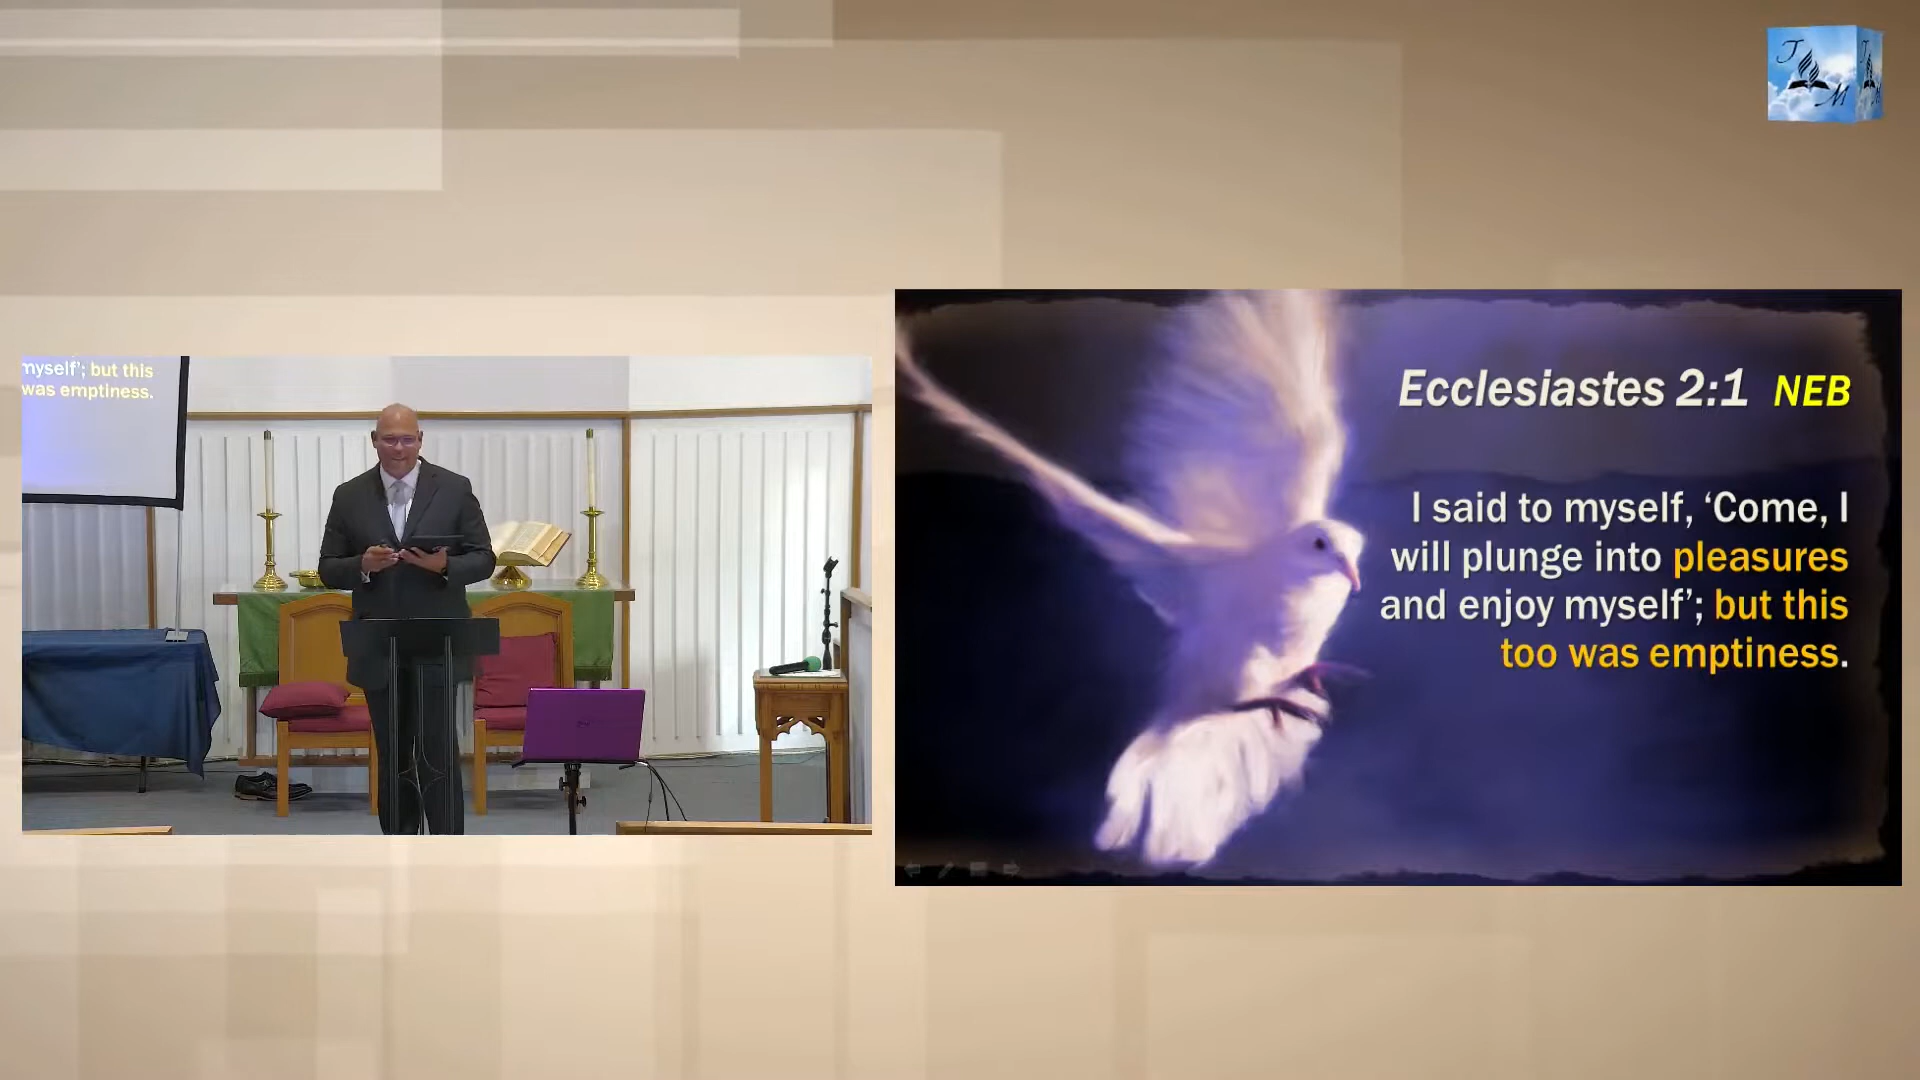 T
M
myself'; but this
was emptiness.
Ecclesiastes 2:1 NEB
I said to myself, ‘Come, I
will plunge into pleasures
and enjoy myself’; but this
too was emptiness.